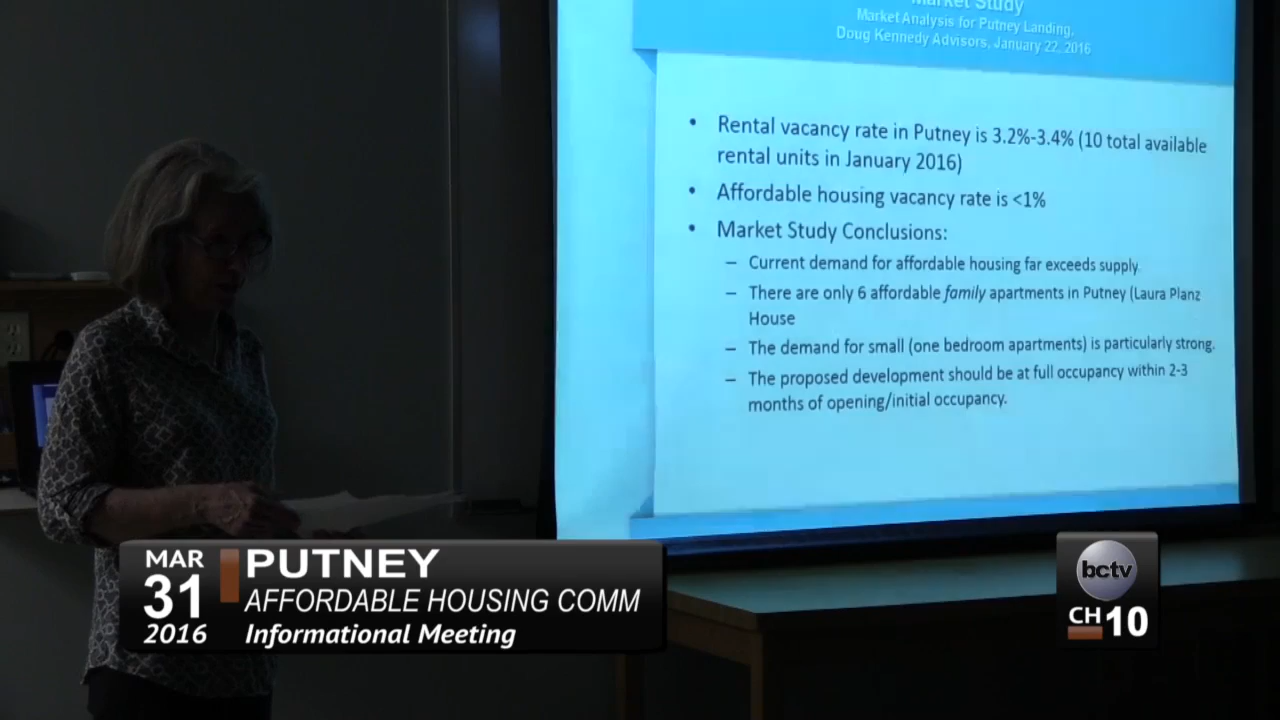 Market Study
Market Analysis for Putney Landing,
Doug Kennedy Advisors, January 22, 2016
• Rental vacancy rate in Putney is 3.2%-3.4% (10 total available
rental units in January 2016)
• Affordable housing vacancy rate is <1%
• Market Study Conclusions:
– Current demand for affordable housing far exceeds supply
– There are only 6 affordable family apartments in Putney (Laura Planz
House
– The demand for small (one bedroom apartments) is particularly strong.
– The proposed development should be at full occupancy within 2-3
months of opening/initial occupancy.
MAR
31
2016
PUTNEY
AFFORDABLE HOUSING COMM
Informational Meeting
bctv
CH 10